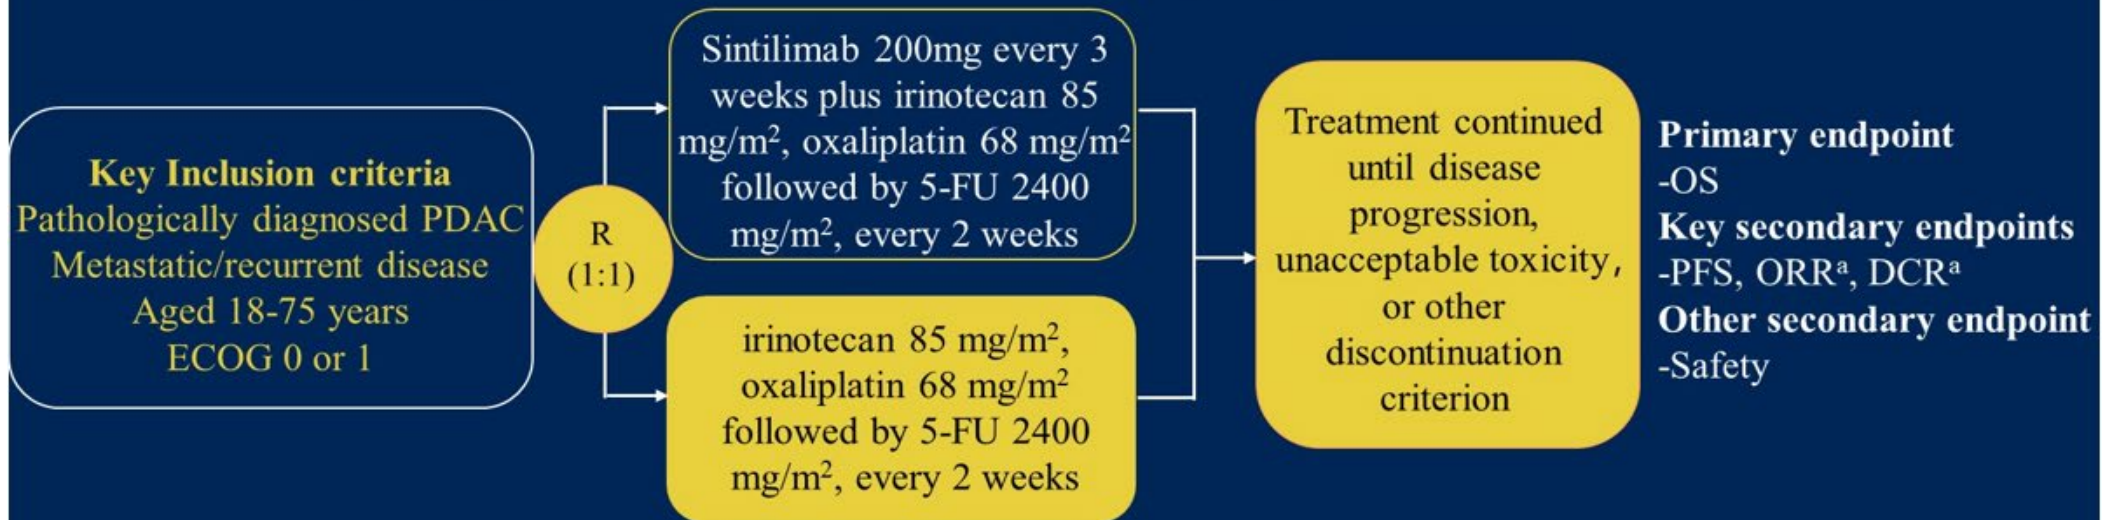 Key Inclusion criteria
Pathologically diagnosed PDAC
Metastatic/recurrent disease
Aged 18-75 years
ECOG 0 or 1
R
(1:1)
Sintilimab 200mg every 3
weeks plus irinotecan 85
mg/m², oxaliplatin 68 mg/m²
followed by 5-FU 2400
mg/m², every 2 weeks
irinotecan 85 mg/m²,
oxaliplatin 68 mg/m²
followed by 5-FU 2400
mg/m², every 2 weeks
Treatment continued
until disease
progression,
unacceptable toxicity,
or other
discontinuation
criterion
Primary endpoint
-OS
Key secondary endpoints
-PFS, ORRᵃ, DCRᵃ
Other secondary endpoint
-Safety